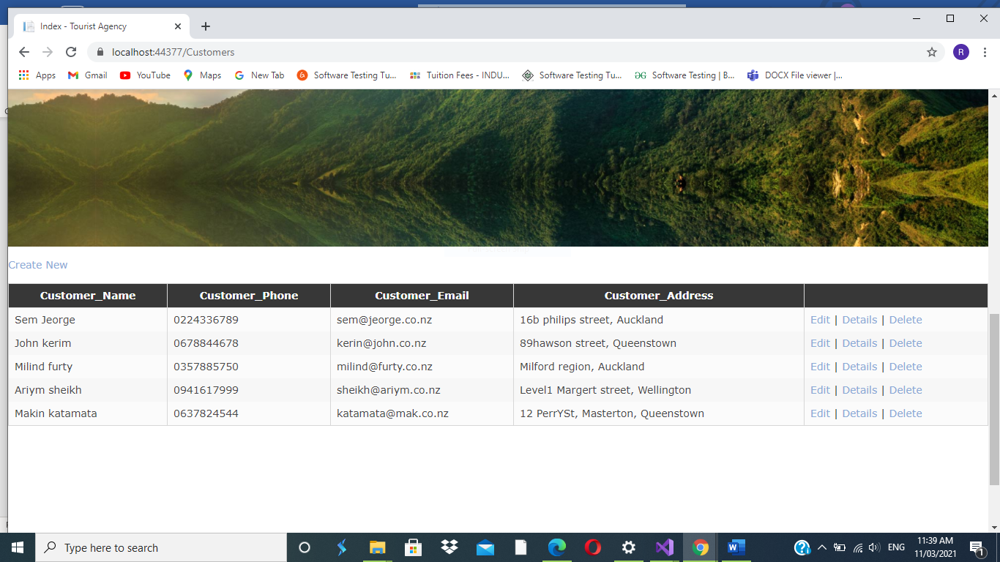 Index - Tourist Agency
localhost:44377/Customers
R
Apps Gmail YouTube Maps New Tab Software Testing Tu... Tuition Fees - INDU... Software Testing Tu... Software Testing | B... DOCX File viewer |...
Create New
Customer_Name Customer_Phone Customer_Email Customer_Address
Sem Jeorge 0224336789 sem@jeorge.co.nz 16b philips street, Auckland Edit | Details | Delete
John kerim 0678844678 kerin@john.co.nz 89hawson street, Queenstown Edit | Details | Delete
Milind furty 0357885750 milind@furty.co.nz Milford region, Auckland Edit | Details | Delete
Ariym sheikh 0941617999 sheikh@ariym.co.nz Level1 Margert street, Wellington Edit | Details | Delete
Makin katamata 0637824544 katamata@mak.co.nz 12 PerrYSt, Masterton, Queenstown Edit | Details | Delete
Type here to search
ENG
11:39 AM
11/03/2021
1